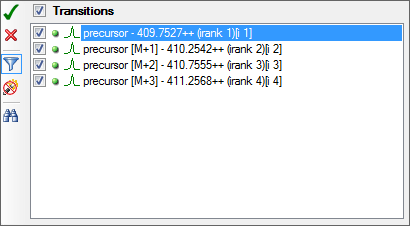 Transitions
precursor - 409.7527++ (irank 1)[i 1]
precursor [M+1] - 410.2542++ (irank 2)[i 2]
precursor [M+2] - 410.7555++ (irank 3)[i 3]
precursor [M+3] - 411.2568++ (irank 4)[i 4]